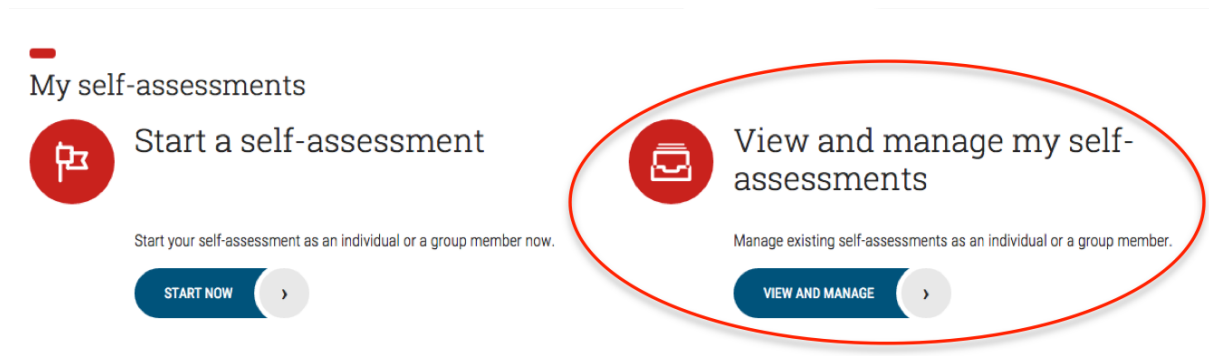 My self-assessments
Start a self-assessment
Start your self-assessment as an individual or a group member now.
START NOW
View and manage my self-
assessments
Manage existing self-assessments as an individual or a group member.
VIEW AND MANAGE